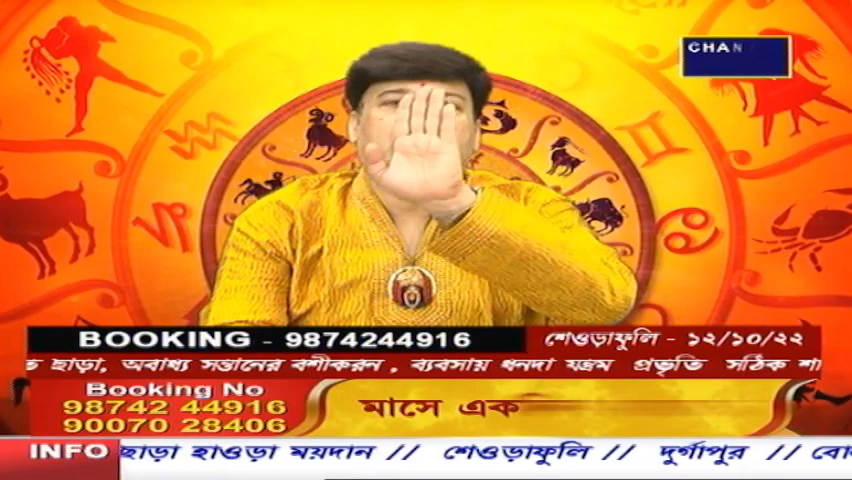 CHAN
BOOKING - 9874244916
শেওড়াফুলি - ১২/১০/২২
ছাড়া, অবাধ্য সন্তানের বশীকরন , ব্যবসায় ধনদা যন্ত্রম প্রভৃতি সঠিক
Booking No
98742 44916
90070 28406
মাসে এক
INFO
ছাড়া হাওড়া ময়দান // শেওড়াফুলি // দুর্গাপুর //